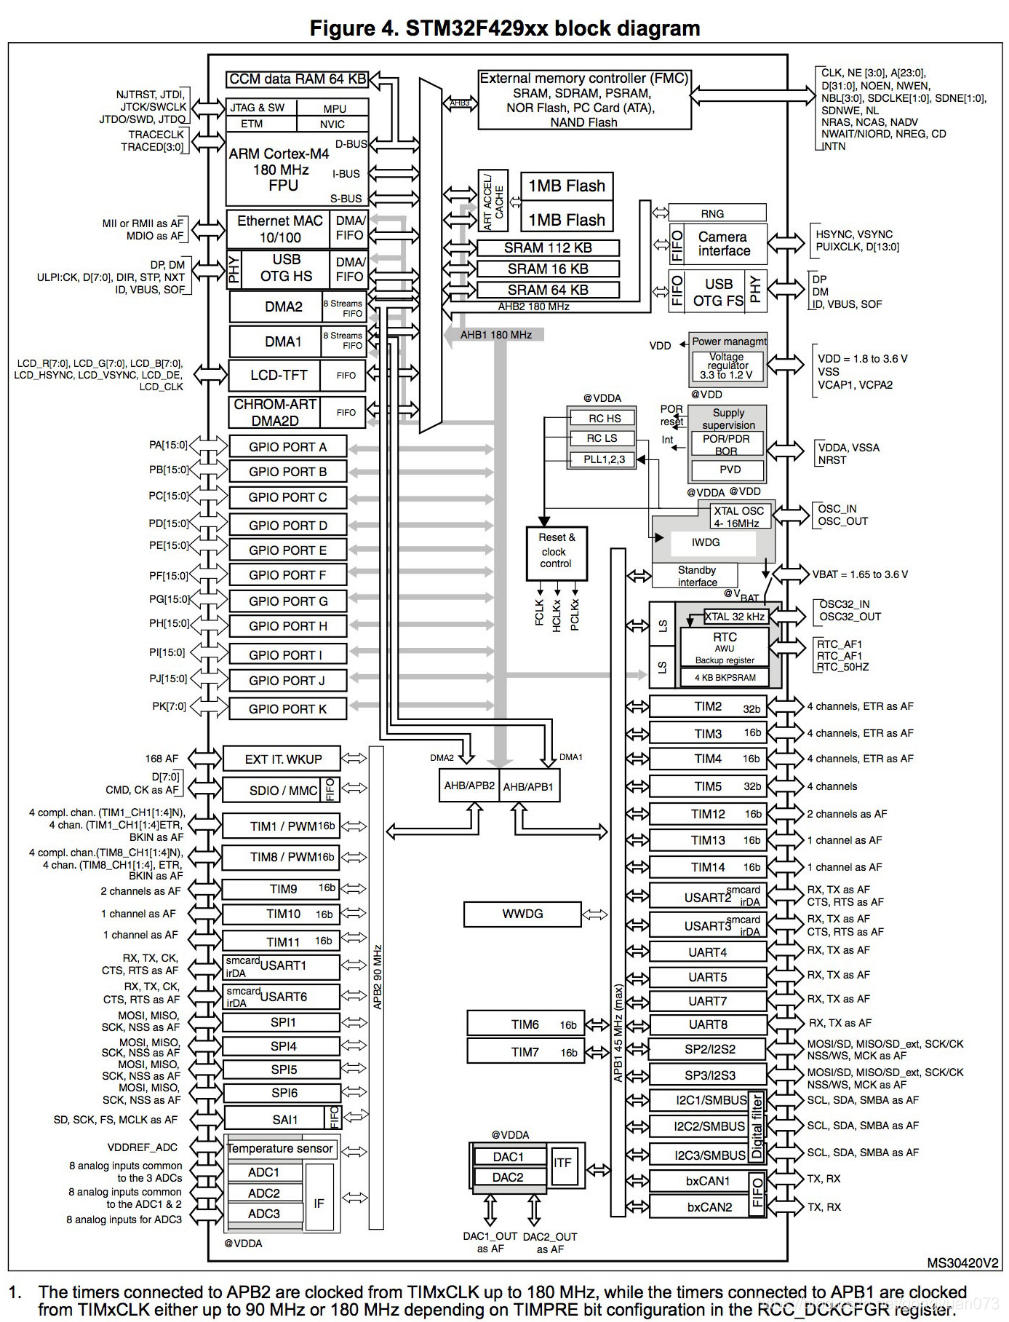 Figure 4. STM32F429xx block diagram
CCM data RAM 64 KB
NJTRST, JTDI,
JTCK/SWCLK
JTDO/SWD, JTDO
TRACECLK
TRACED[3:0]
JTAG & SW
MPU
ETM
NVIC
ARM Cortex-M4
180 MHz
FPU
D-BUS
I-BUS
S-BUS
AHB3
External memory controller (FMC)
SRAM, SDRAM, PSRAM,
NOR Flash, PC Card (ATA),
NAND Flash
CLK, NE [3:0], A[23:0],
D[31:0], NOEN, NWEN,
NBL[3:0], SDCLKE[1:0], SDNE[1:0],
SDNWE, NL
NRAS, NCAS, NADV
NWAIT/NIORD, NREG, CD
INTN
MII or RMII as AF
MDIO as AF
Ethernet MAC
10/100
DMA/
FIFO
DP, DM
ULPI:CK, D[7:0], DIR, STP, NXT
ID, VBUS, SOF
PHY
USB
OTG HS
DMA/
FIFO
DMA2
8 Streams
FIFO
DMA1
8 Streams
FIFO
LCD_R[7:0], LCD_G[7:0], LCD_B[7:0],
LCD_HSYNC, LCD_VSYNC, LCD_DE,
LCD_CLK
LCD-TFT
FIFO
CHROM-ART
DMA2D
FIFO
ART ACCEL/
CACHE
1MB Flash
1MB Flash
SRAM 112 KB
SRAM 16 KB
SRAM 64 KB
AHB2 180 MHz
AHB1 180 MHz
RNG
FIFO
Camera
interface
HSYNC, VSYNC
PUIXCLK, D[13:0]
FIFO
USB
OTG FS
PHY
DP
DM
ID, VBUS, SOF
VDD
Power managmt
Voltage
regulator
3.3 to 1.2 V
@VDD
VDD = 1.8 to 3.6 V
VSS
VCAP1, VCPA2
@VDDA
RC HS
RC LS
PLL1,2,3
POR
reset
Int
Supply
supervision
POR/PDR
BOR
PVD
VDDA, VSSA
NRST
@VDDA @VDD
XTAL OSC
4- 16MHz
OSC_IN
OSC_OUT
IWDG
Reset &
clock
control
FCLK
HCLKx
PCLKx
Standby
interface
VBAT = 1.65 to 3.6 V
@VBAT
LS
LS
XTAL 32 kHz
OSC32_IN
OSC32_OUT
RTC
AWU
Backup register
4 KB BKPSRAM
RTC_AF1
RTC_AF1
RTC_50HZ
PA[15:0]
GPIO PORT A
PB[15:0]
GPIO PORT B
PC[15:0]
GPIO PORT C
PD[15:0]
GPIO PORT D
PE[15:0]
GPIO PORT E
PF[15:0]
GPIO PORT F
PG[15:0]
GPIO PORT G
PH[15:0]
GPIO PORT H
PI[15:0]
GPIO PORT I
PJ[15:0]
GPIO PORT J
PK[7:0]
GPIO PORT K
DMA2
DMA1
AHB/APB2
AHB/APB1
168 AF
EXT IT. WKUP
D[7:0]
CMD, CK as AF
SDIO / MMC
FIFO
4 compl. chan. (TIM1_CH1[1:4]N),
4 chan. (TIM1_CH1[1:4]ETR,
BKIN as AF
TIM1 / PWM 16b
4 compl. chan.(TIM8_CH1[1:4]N),
4 chan. (TIM8_CH1[1:4], ETR,
BKIN as AF
TIM8 / PWM 16b
2 channels as AF
TIM9 16b
1 channel as AF
TIM10 16b
1 channel as AF
TIM11 16b
RX, TX, CK,
CTS, RTS as AF
smcard
irDA
USART1
RX, TX, CK,
CTS, RTS as AF
smcard
irDA
USART6
MOSI, MISO,
SCK, NSS as AF
SPI1
MOSI, MISO,
SCK, NSS as AF
SPI4
MOSI, MISO,
SCK, NSS as AF
SPI5
MOSI, MISO,
SCK, NSS as AF
SPI6
SD, SCK, FS, MCLK as AF
SAI1
FIFO
VDDREF_ADC
Temperature sensor
8 analog inputs common
to the 3 ADCs
ADC1
8 analog inputs common
to the ADC1 & 2
ADC2
8 analog inputs for ADC3
ADC3
IF
@VDDA
APB2 90 MHz
WWDG
TIM6 16b
TIM7 16b
@VDDA
DAC1
DAC2
ITF
DAC1_OUT
as AF
DAC2_OUT
as AF
APB1 45 MHz (max)
TIM2 32b
4 channels, ETR as AF
TIM3 16b
4 channels, ETR as AF
TIM4 16b
4 channels, ETR as AF
TIM5 32b
4 channels
TIM12 16b
2 channels as AF
TIM13 16b
1 channel as AF
TIM14 16b
1 channel as AF
USART2
smcard
irDA
RX, TX as AF
CTS, RTS as AF
USART3
smcard
irDA
RX, TX as AF
CTS, RTS as AF
UART4
RX, TX as AF
UART5
RX, TX as AF
UART7
RX, TX as AF
UART8
RX, TX as AF
SP2/I2S2
MOSI/SD, MISO/SD_ext, SCK/CK
NSS/WS, MCK as AF
SP3/I2S3
MOSI/SD, MISO/SD_ext, SCK/CK
NSS/WS, MCK as AF
I2C1/SMBUS
SCL, SDA, SMBA as AF
I2C2/SMBUS
SCL, SDA, SMBA as AF
I2C3/SMBUS
SCL, SDA, SMBA as AF
Digital filter
bxCAN1
TX, RX
bxCAN2
TX, RX
FIFO
MS30420V2
1. The timers connected to APB2 are clocked from TIMxCLK up to 180 MHz, while the timers connected to APB1 are clocked
from TIMxCLK either up to 90 MHz or 180 MHz depending on TIMPRE bit configuration in the RCC_DCKCFGR register.